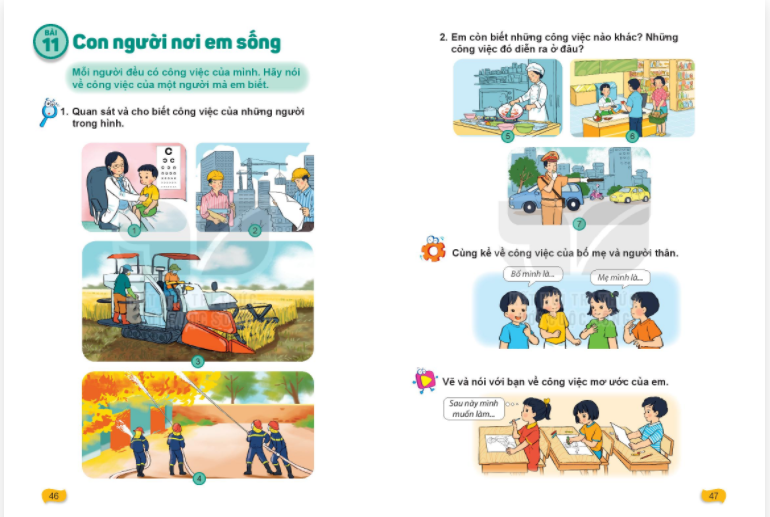 BÀI
11
Con người nơi em sống
Mỗi người đều có công việc của mình. Hãy nói
về công việc của một người mà em biết.
1. Quan sát và cho biết công việc của những người
trong hình.
1
2
3
4
46
2. Em còn biết những công việc nào khác? Những
công việc đó diễn ra ở đâu?
5
6
7
Cùng kể về công việc của bố mẹ và người thân.
Bố mình là...
Mẹ mình là...
Vẽ và nói với bạn về công việc mơ ước của em.
Sau này mình
muốn làm...
47